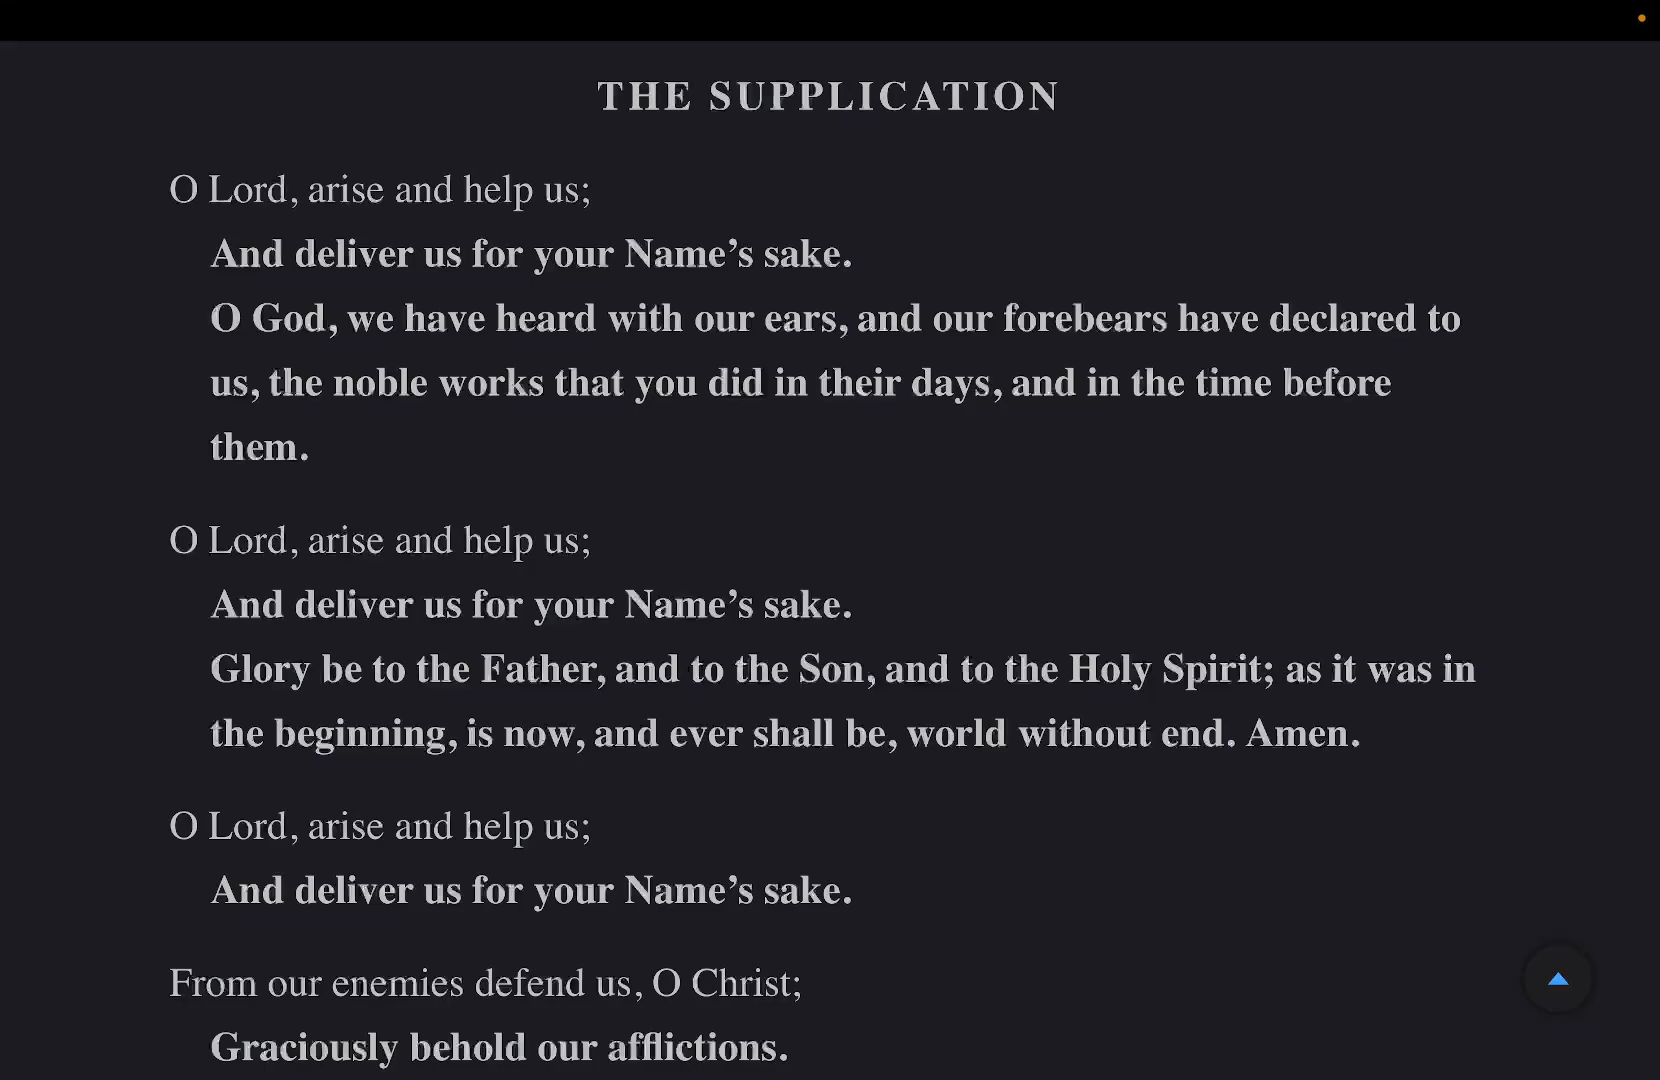 THE SUPPLICATION
O Lord, arise and help us;
And deliver us for your Name’s sake.
O God, we have heard with our ears, and our forebears have declared to
us, the noble works that you did in their days, and in the time before
them.
O Lord, arise and help us;
And deliver us for your Name’s sake.
Glory be to the Father, and to the Son, and to the Holy Spirit; as it was in
the beginning, is now, and ever shall be, world without end. Amen.
O Lord, arise and help us;
And deliver us for your Name’s sake.
From our enemies defend us, O Christ;
Graciously behold our afflictions.